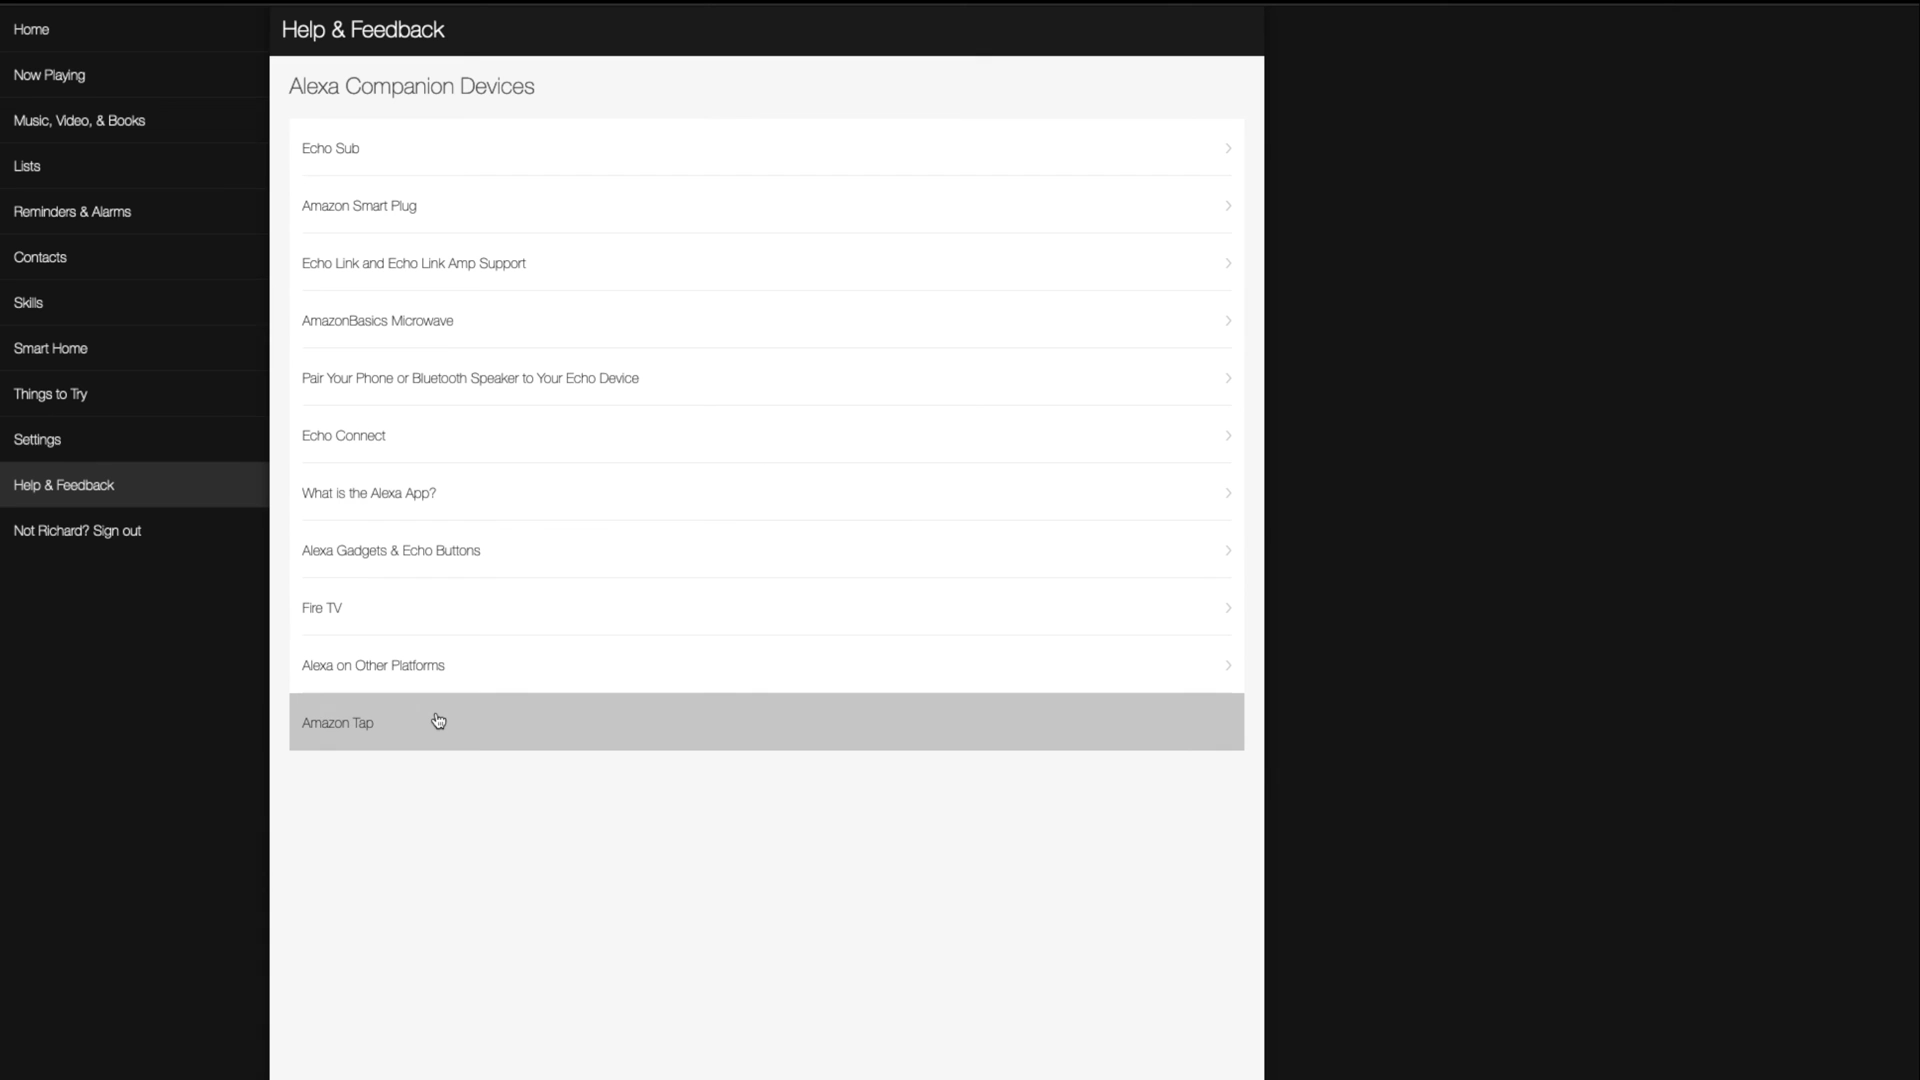 Home
Now Playing
Music, Video, & Books
Lists
Reminders & Alarms
Contacts
Skills
Smart Home
Things to Try
Settings
Help & Feedback
Not Richard? Sign out
Help & Feedback
Alexa Companion Devices
Echo Sub
Amazon Smart Plug
Echo Link and Echo Link Amp Support
AmazonBasics Microwave
Pair Your Phone or Bluetooth Speaker to Your Echo Device
Echo Connect
What is the Alexa App?
Alexa Gadgets & Echo Buttons
Fire TV
Alexa on Other Platforms
Amazon Tap